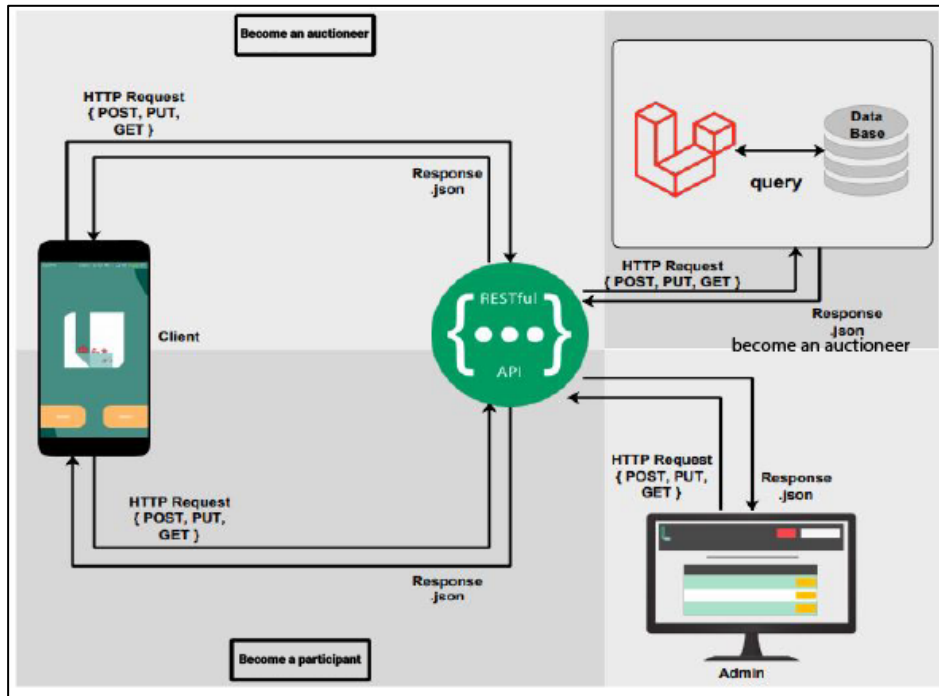 Become an auctioneer
HTTP Request
{ POST, PUT,
GET }
Response
.json
Data
Base
query
HTTP Request
{ POST, PUT, GET }
Response
.json
become an auctioneer
RESTful
API
Client
HTTP Request
{ POST, PUT,
GET }
Response
.json
HTTP Request
{ POST, PUT,
GET }
Response
.json
Become a participant
Admin